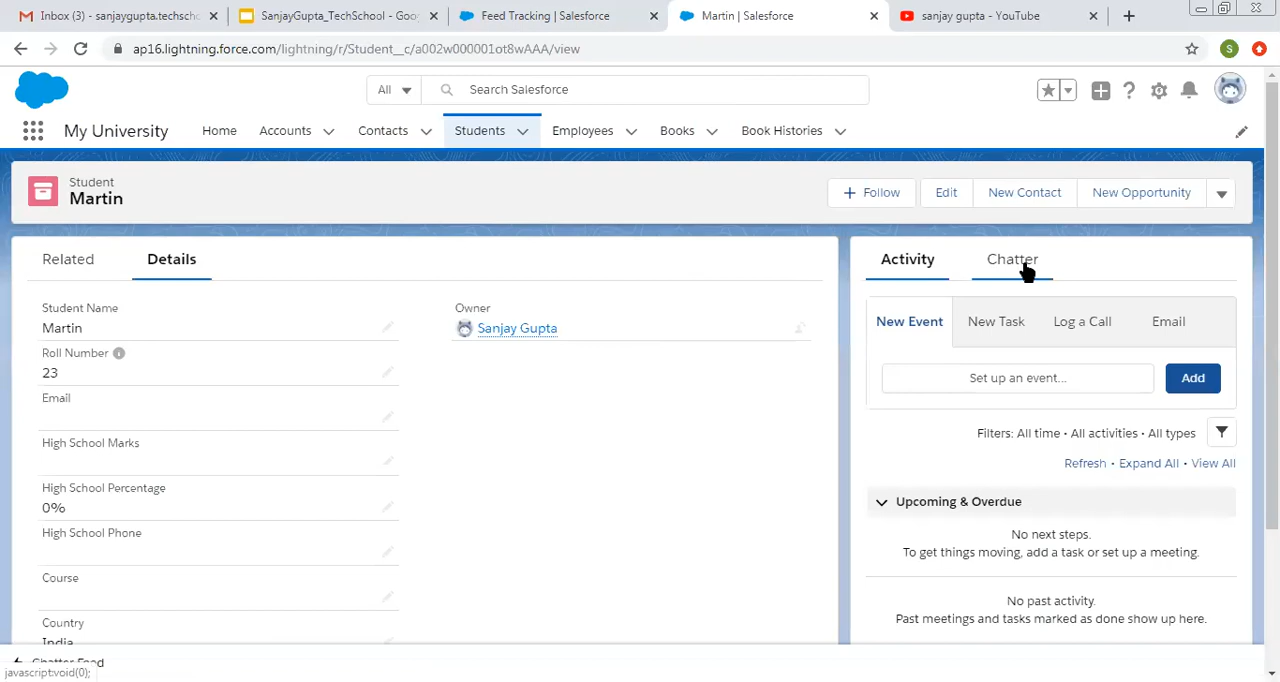 Inbox (3) - sanjaygupta.techscho
SanjayGupta_TechSchool - Goo
Feed Tracking | Salesforce
Martin | Salesforce
sanjay gupta - YouTube
ap16.lightning.force.com/lightning/r/Student__c/a002w000001ot8wAAA/view
S
All
Search Salesforce
My University
Home
Accounts
Contacts
Students
Employees
Books
Book Histories
Student
Martin
+ Follow
Edit
New Contact
New Opportunity
Related
Details
Activity
Chatter
Student Name
Martin
Owner
Sanjay Gupta
Roll Number
23
Email
High School Marks
High School Percentage
0%
High School Phone
Course
Country
India
New Event
New Task
Log a Call
Email
Set up an event...
Add
Filters: All time • All activities • All types
Refresh • Expand All • View All
Upcoming & Overdue
No next steps.
To get things moving, add a task or set up a meeting.
No past activity.
Past meetings and tasks marked as done show up here.
Chatter Feed
javascript:void(0);